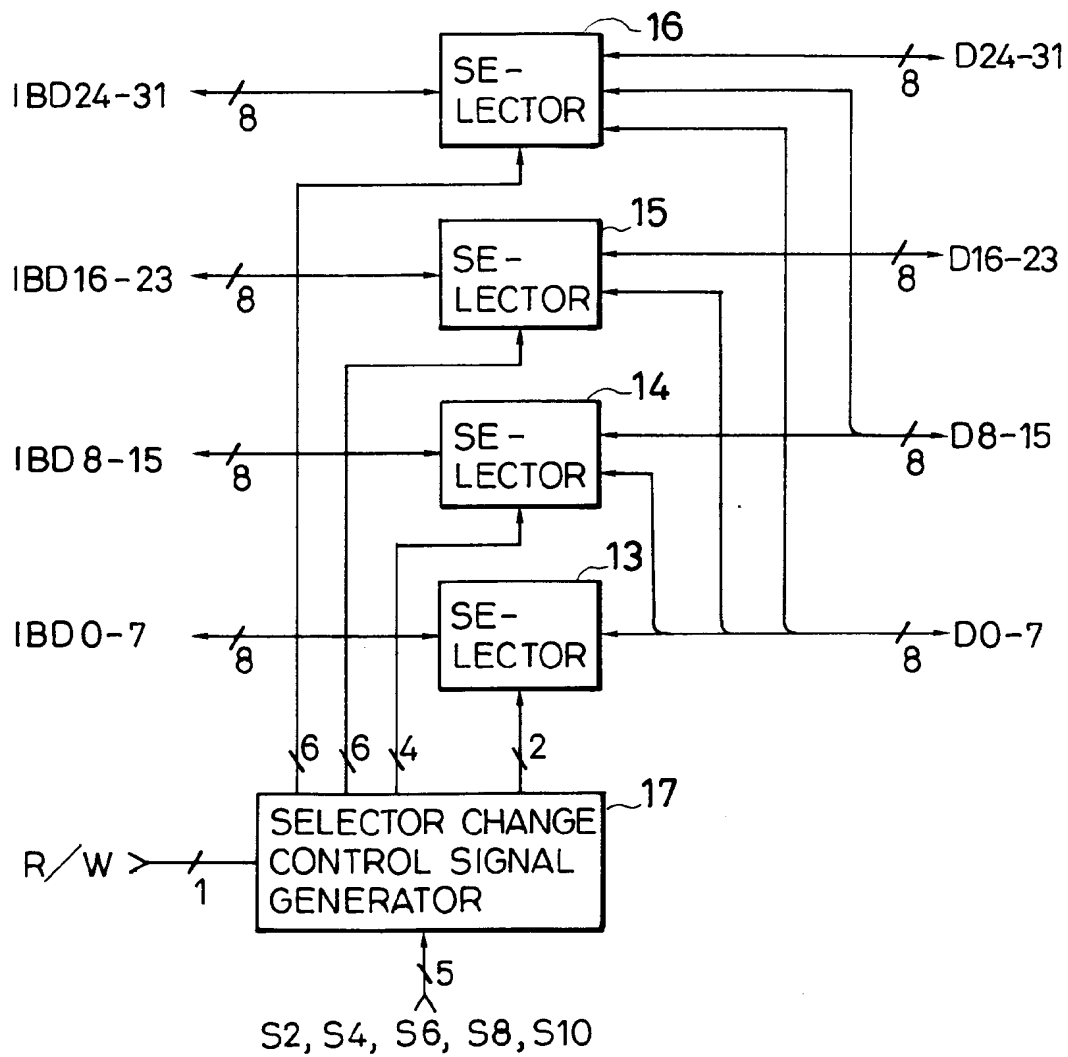 16
SE-
LECTOR
IBD24-31
8
D24-31
8
15
SE-
LECTOR
IBD16-23
8
D16-23
8
14
SE-
LECTOR
IBD8-15
8
D8-15
8
13
SE-
LECTOR
IBD0-7
8
D0-7
8
6
6
4
2
17
SELECTOR CHANGE
CONTROL SIGNAL
GENERATOR
R/W
1
5
S2, S4, S6, S8, S10